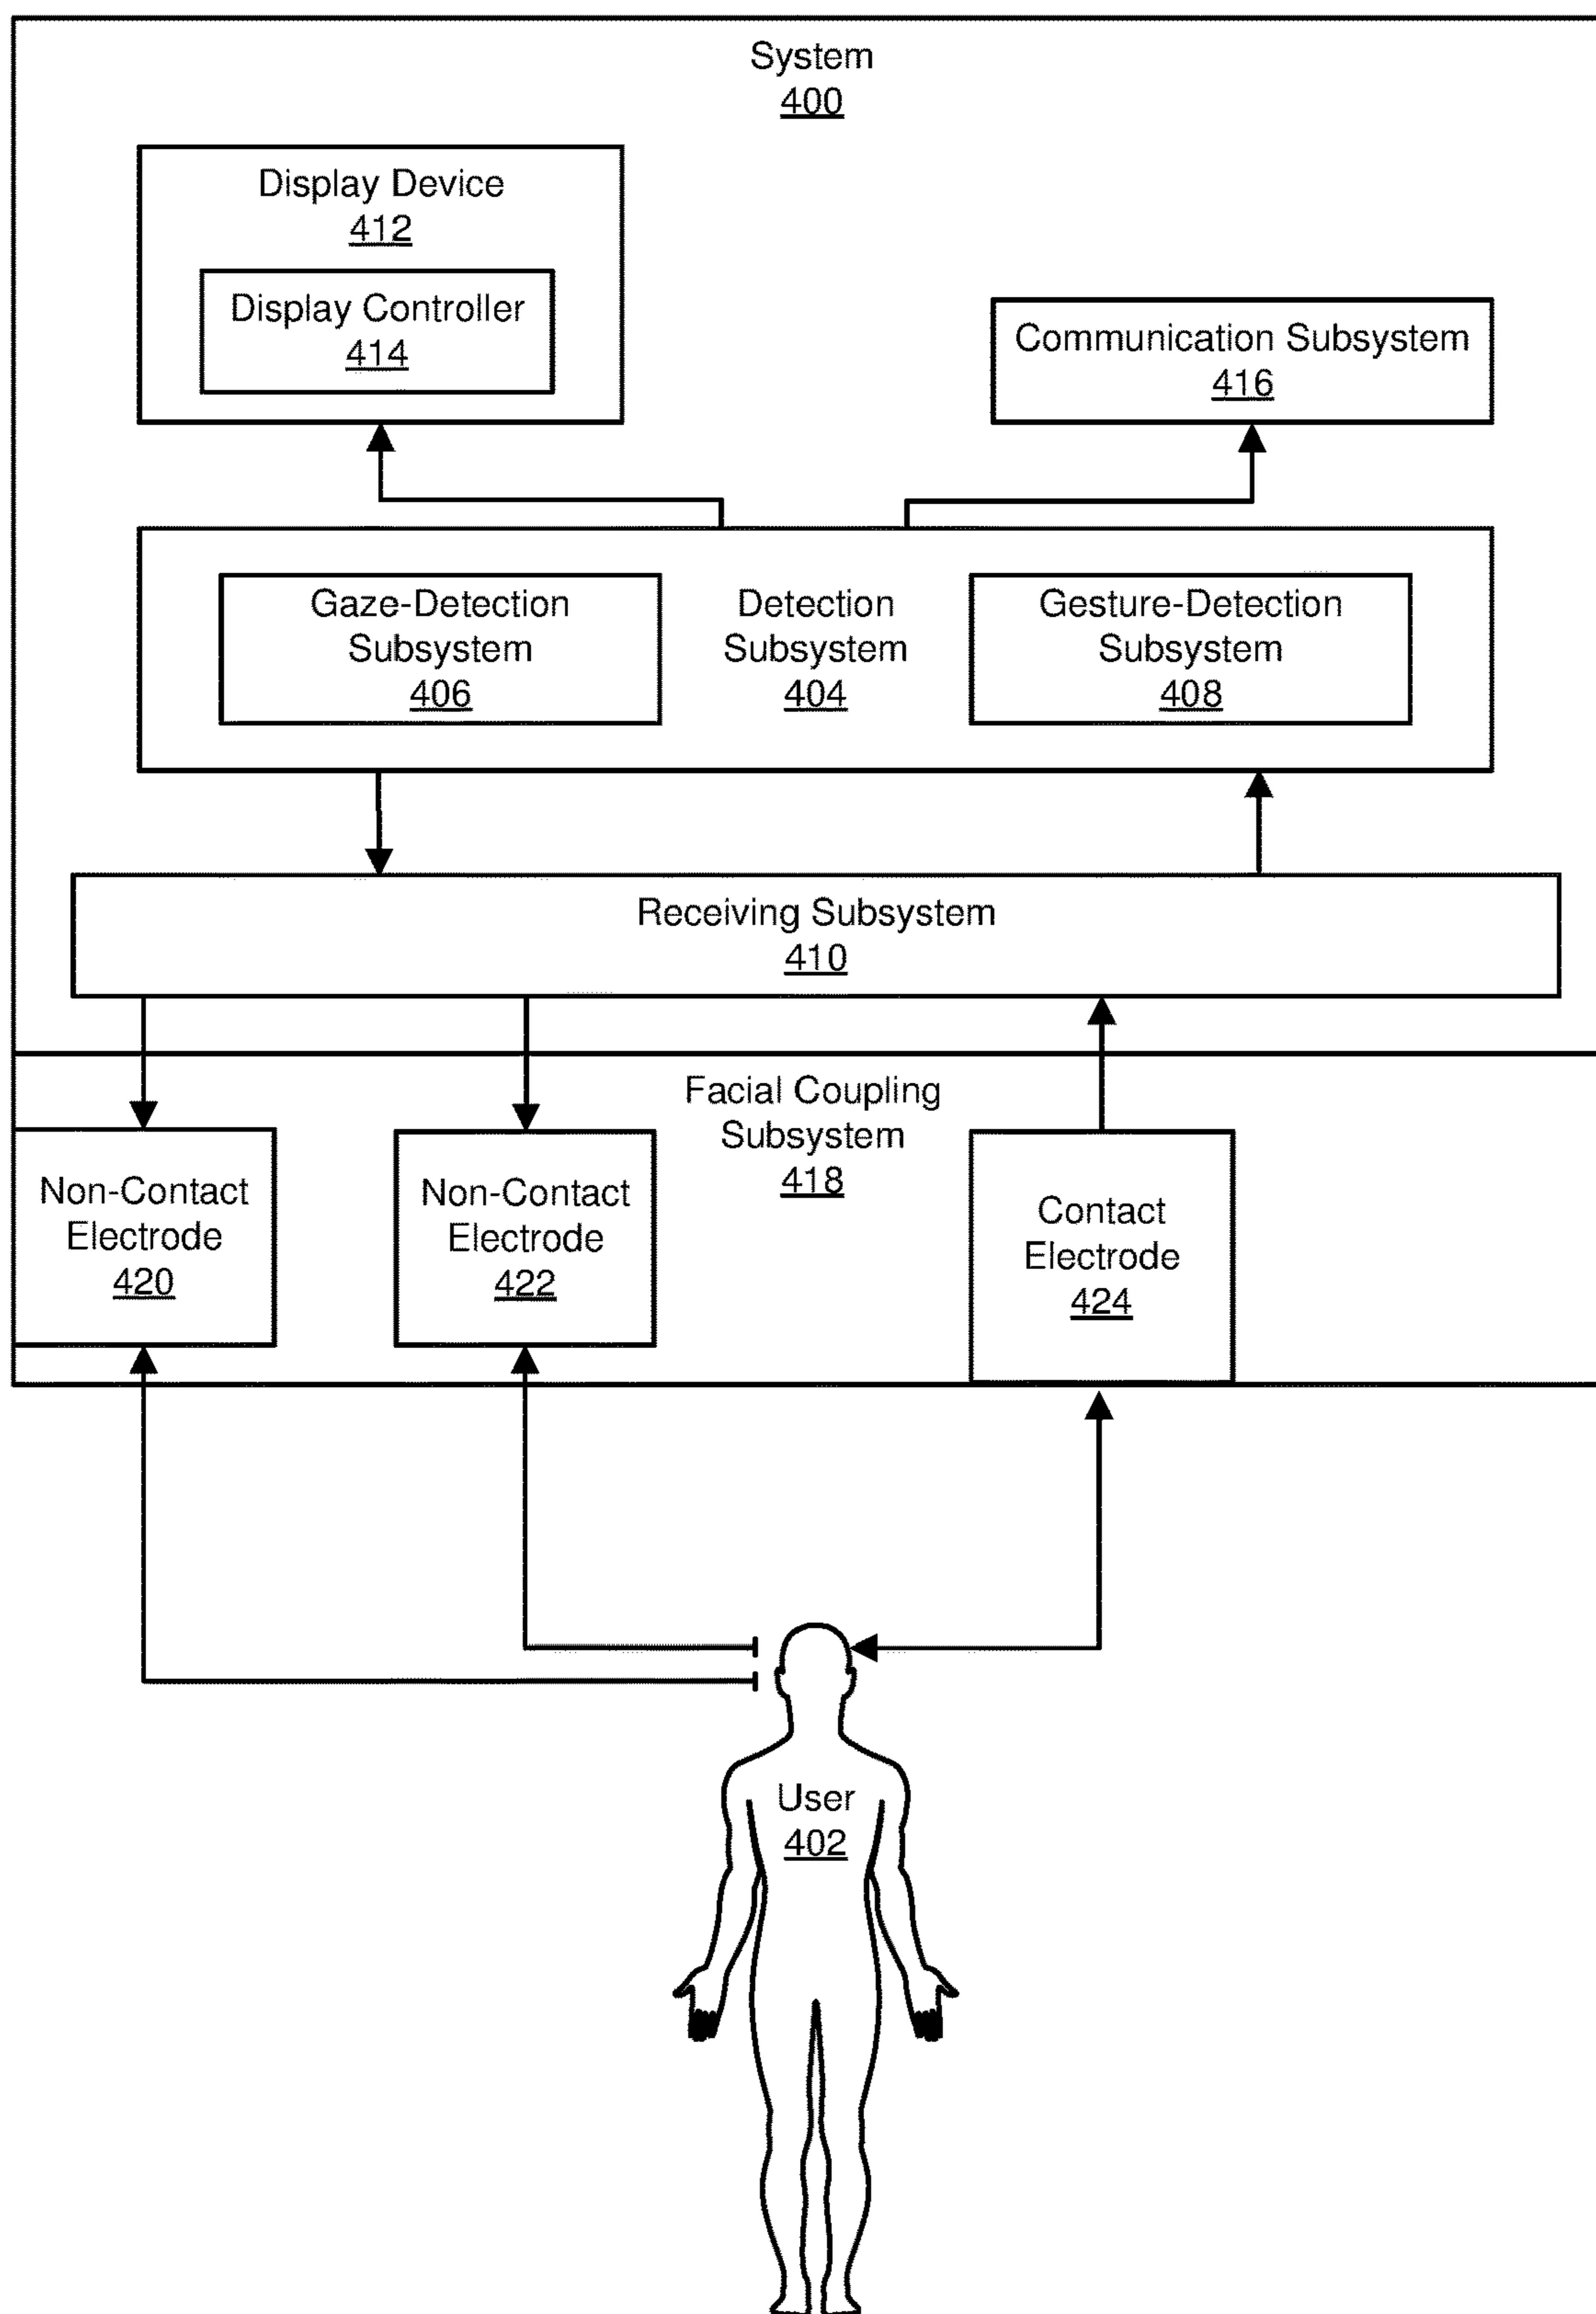 System
400
Display Device
412
Display Controller
414
Communication Subsystem
416
Gaze-Detection
Subsystem
406
Detection
Subsystem
404
Gesture-Detection
Subsystem
408
Receiving Subsystem
410
Facial Coupling
Subsystem
418
Non-Contact
Electrode
420
Non-Contact
Electrode
422
Contact
Electrode
424
User
402